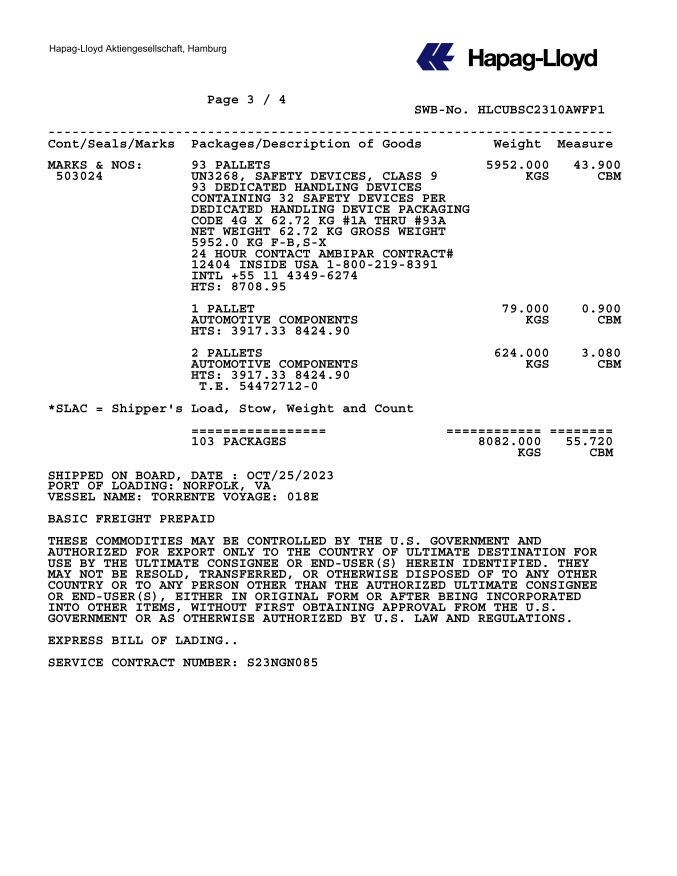 Hapag-Lloyd Aktiengesellschaft, Hamburg
Hapag-Lloyd
Page 3 / 4
SWB-No. HLCUBSC2310AWFP1
-----------------------------------------------------------------------
Cont/Seals/Marks Packages/Description of Goods Weight Measure
MARKS & NOS: 93 PALLETS 5952.000 43.900
503024 UN3268, SAFETY DEVICES, CLASS 9 KGS CBM
93 DEDICATED HANDLING DEVICES
CONTAINING 32 SAFETY DEVICES PER
DEDICATED HANDLING DEVICE PACKAGING
CODE 4G X 62.72 KG #1A THRU #93A
NET WEIGHT 62.72 KG GROSS WEIGHT
5952.0 KG F-B,S-X
24 HOUR CONTACT AMBIPAR CONTRACT#
12404 INSIDE USA 1-800-219-8391
INTL +55 11 4349-6274
HTS: 8708.95
1 PALLET 79.000 0.900
AUTOMOTIVE COMPONENTS KGS CBM
HTS: 3917.33 8424.90
2 PALLETS 624.000 3.080
AUTOMOTIVE COMPONENTS KGS CBM
HTS: 3917.33 8424.90
T.E. 54472712-0
*SLAC = Shipper's Load, Stow, Weight and Count
================= ============ ========
103 PACKAGES 8082.000 55.720
KGS CBM
SHIPPED ON BOARD, DATE : OCT/25/2023
PORT OF LOADING: NORFOLK, VA
VESSEL NAME: TORRENTE VOYAGE: 018E
BASIC FREIGHT PREPAID
THESE COMMODITIES MAY BE CONTROLLED BY THE U.S. GOVERNMENT AND
AUTHORIZED FOR EXPORT ONLY TO THE COUNTRY OF ULTIMATE DESTINATION FOR
USE BY THE ULTIMATE CONSIGNEE OR END-USER(S) HEREIN IDENTIFIED. THEY
MAY NOT BE RESOLD, TRANSFERRED, OR OTHERWISE DISPOSED OF TO ANY OTHER
COUNTRY OR TO ANY PERSON OTHER THAN THE AUTHORIZED ULTIMATE CONSIGNEE
OR END-USER(S), EITHER IN ORIGINAL FORM OR AFTER BEING INCORPORATED
INTO OTHER ITEMS, WITHOUT FIRST OBTAINING APPROVAL FROM THE U.S.
GOVERNMENT OR AS OTHERWISE AUTHORIZED BY U.S. LAW AND REGULATIONS.
EXPRESS BILL OF LADING..
SERVICE CONTRACT NUMBER: S23NGN085